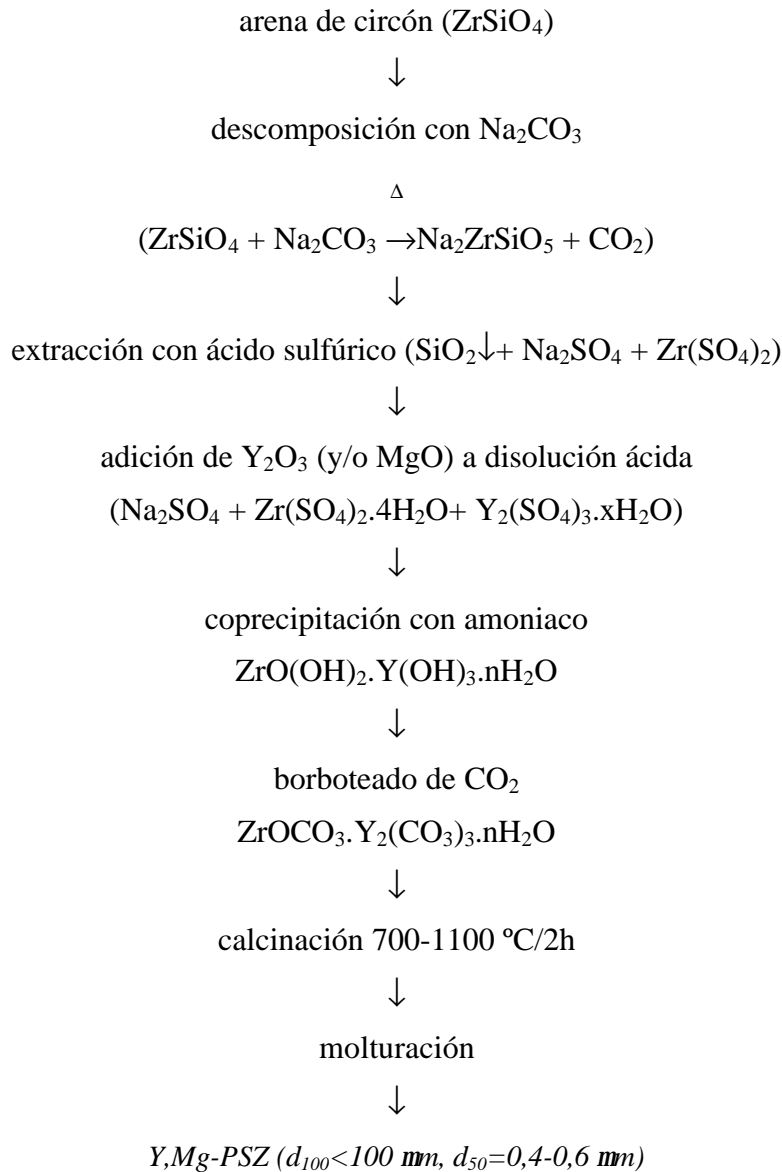 arena de circón (ZrSiO₄)
↓
descomposición con Na₂CO₃
Δ
(ZrSiO₄ + Na₂CO₃ →Na₂ZrSiO₅ + CO₂)
↓
extracción con ácido sulfúrico (SiO₂↓+ Na₂SO₄ + Zr(SO₄)₂)
↓
adición de Y₂O₃ (y/o MgO) a disolución ácida
(Na₂SO₄ + Zr(SO₄)₂.4H₂O+ Y₂(SO₄)₃.xH₂O)
↓
coprecipitación con amoniaco
ZrO(OH)₂.Y(OH)₃.nH₂O
↓
borboteado de CO₂
ZrOCO₃.Y₂(CO₃)₃.nH₂O
↓
calcinación 700-1100 ºC/2h
↓
molturación
↓
Y,Mg-PSZ (d₁₀₀<100 mm, d₅₀=0,4-0,6 mm)